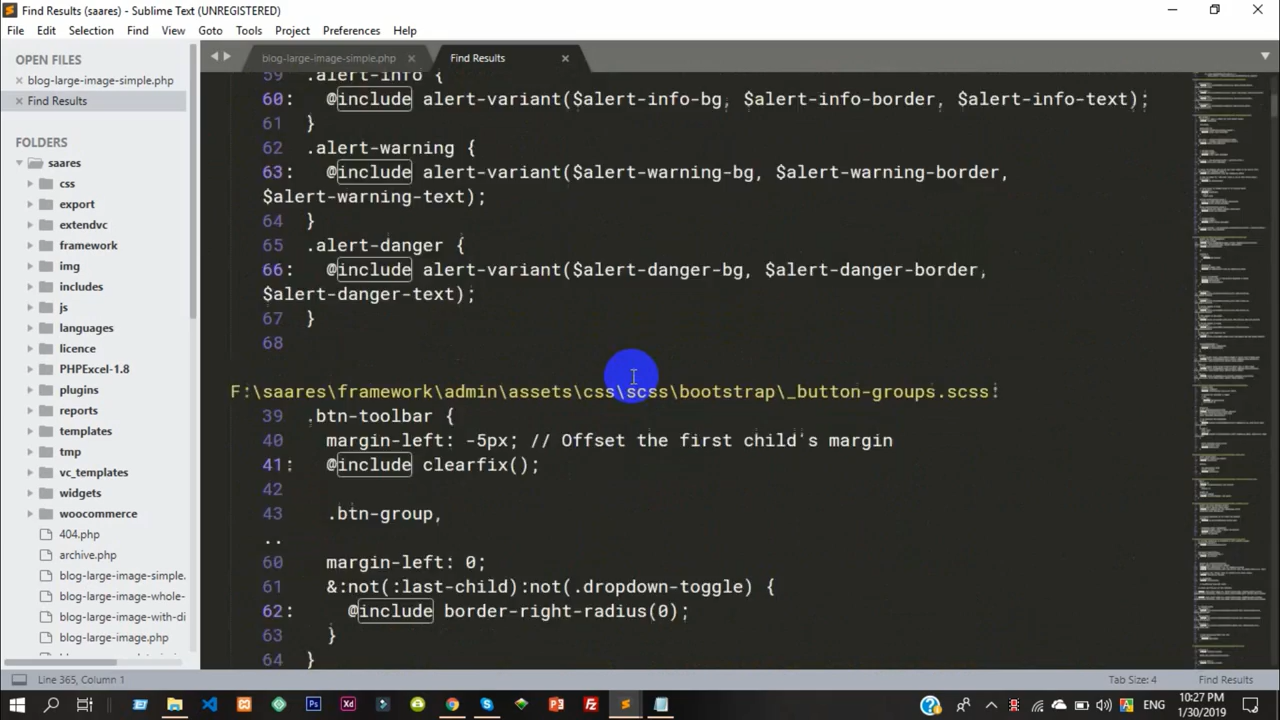 Find Results (saares) - Sublime Text (UNREGISTERED)
File Edit Selection Find View Goto Tools Project Preferences Help
OPEN FILES
blog-large-image-simple.php
Find Results
FOLDERS
saares
css
export
extendvc
framework
img
includes
js
languages
licence
PHPExcel-1.8
plugins
reports
templates
tmp
vc_templates
widgets
woocommerce
404.php
archive.php
blog-large-image-simple.
blog-large-image-whole-
blog-large-image-with-di
blog-large-image.php
blog-large-image-simple.php
Find Results
59 .alert-info {
60: @include alert-variant($alert-info-bg, $alert-info-border, $alert-info-text);
61 }
62 .alert-warning {
63: @include alert-variant($alert-warning-bg, $alert-warning-border,
$alert-warning-text);
64 }
65 .alert-danger {
66: @include alert-variant($alert-danger-bg, $alert-danger-border,
$alert-danger-text);
67 }
68
F:\saares\framework\admin\assets\css\scss\bootstrap\_button-groups.scss:
39 .btn-toolbar {
40 margin-left: -5px // Offset the first child's margin
41: @include clearfix();
42
43 .btn-group,
..
60 margin-left: 0;
61 &:not(:last-child):not(.dropdown-toggle) {
62: @include border-right-radius(0);
63 }
64 }
Line 365, Column 1
Tab Size: 4
Find Results
10:27 PM
1/30/2019